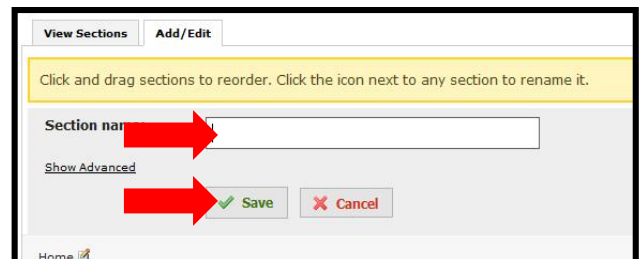 View Sections Add/Edit
Click and drag sections to reorder. Click the icon next to any section to rename it.
Section name:
Show Advanced
Save Cancel
Home